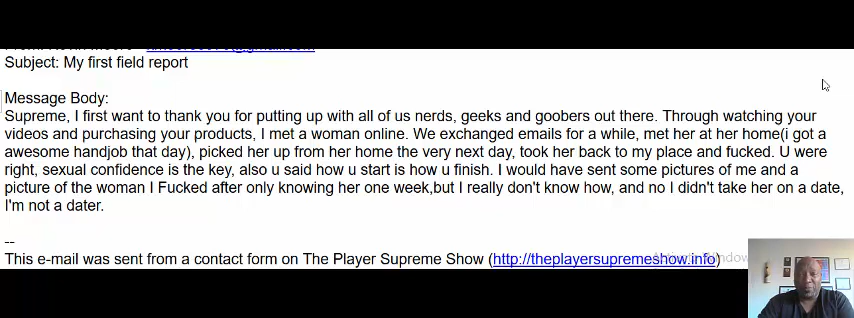 Subject: My first field report
Message Body:
Supreme, I first want to thank you for putting up with all of us nerds, geeks and goobers out there. Through watching your
videos and purchasing your products, I met a woman online. We exchanged emails for a while, met her at her home(i got a
awesome handjob that day), picked her up from her home the very next day, took her back to my place and fucked. U were
right, sexual confidence is the key, also u said how u start is how u finish. I would have sent some pictures of me and a
picture of the woman I Fucked after only knowing her one week,but I really don't know how, and no I didn't take her on a date,
I'm not a dater.
--
This e-mail was sent from a contact form on The Player Supreme Show (http://theplayersupremeshow.info)